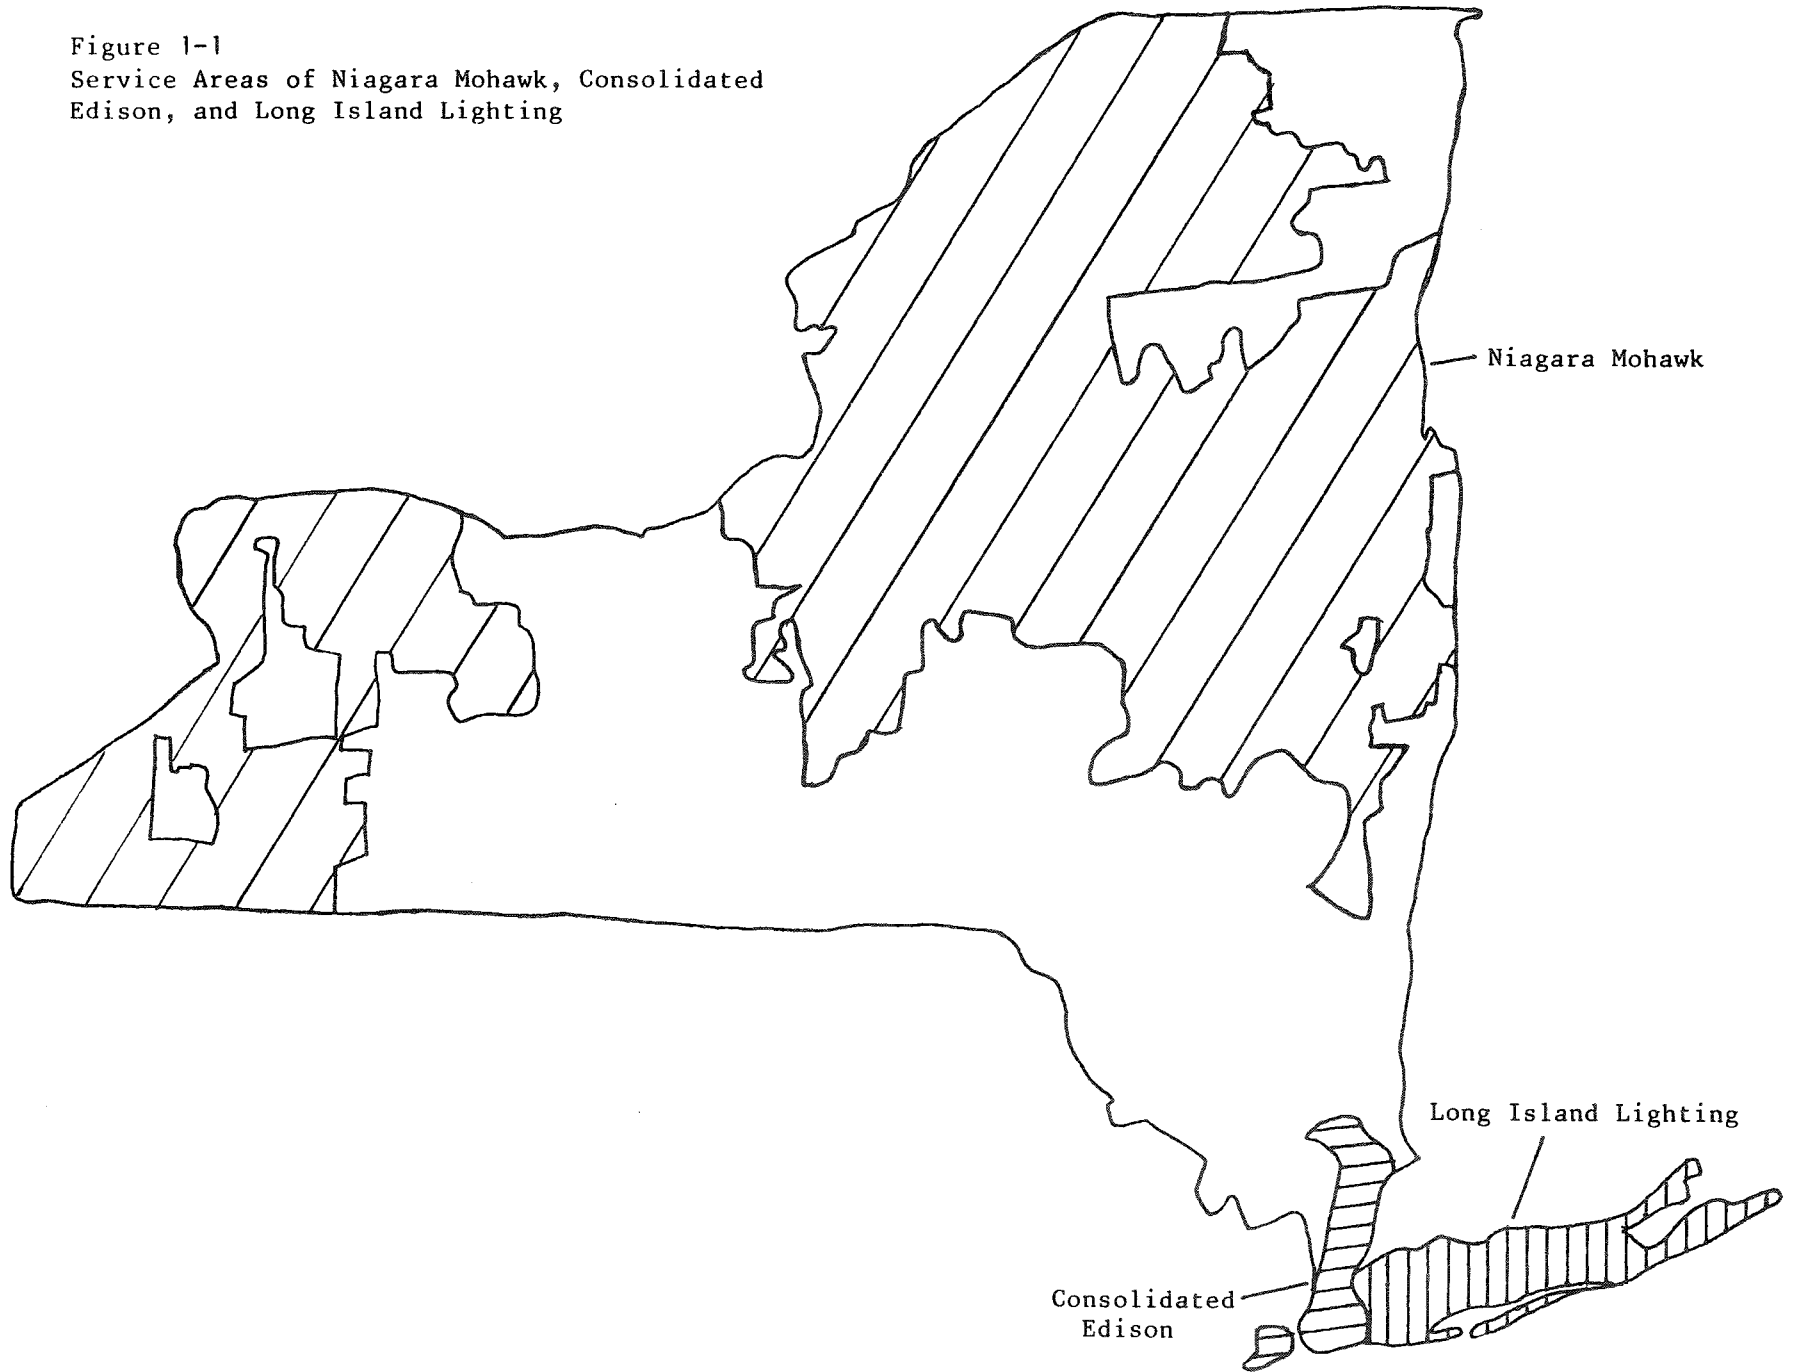 Figure 1-1
Service Areas of Niagara Mohawk, Consolidated
Edison, and Long Island Lighting
Niagara Mohawk
Long Island Lighting
Consolidated
Edison